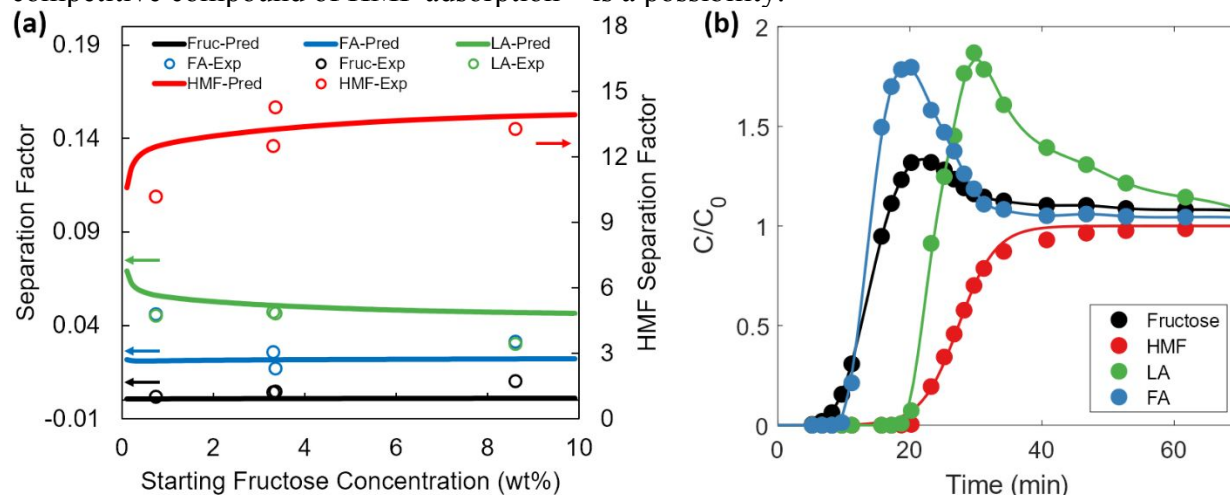 competitive compound of HMF adsorption is a possibility.
(a)
0.19
0.14
0.09
0.04
-0.01
Separation Factor
Fruc-Pred FA-Pred LA-Pred
FA-Exp Fruc-Exp LA-Exp
HMF-Pred HMF-Exp
18
15
12
9
6
3
0
HMF Separation Factor
0 2 4 6 8 10
Starting Fructose Concentration (wt%)
(b)
2
1.5
1
0.5
0
C/C0
Fructose
HMF
LA
FA
0 20 40 60
Time (min)